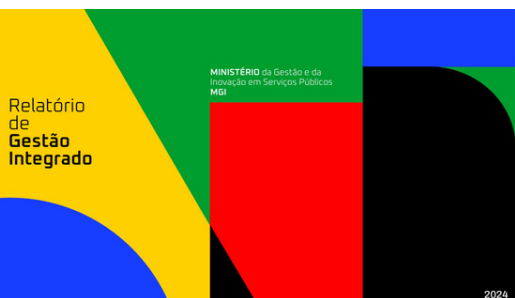 MINISTÉRIO da Gestão e da
Inovação em Serviços Públicos
MGI
Relatório
de
Gestão
Integrado
2024